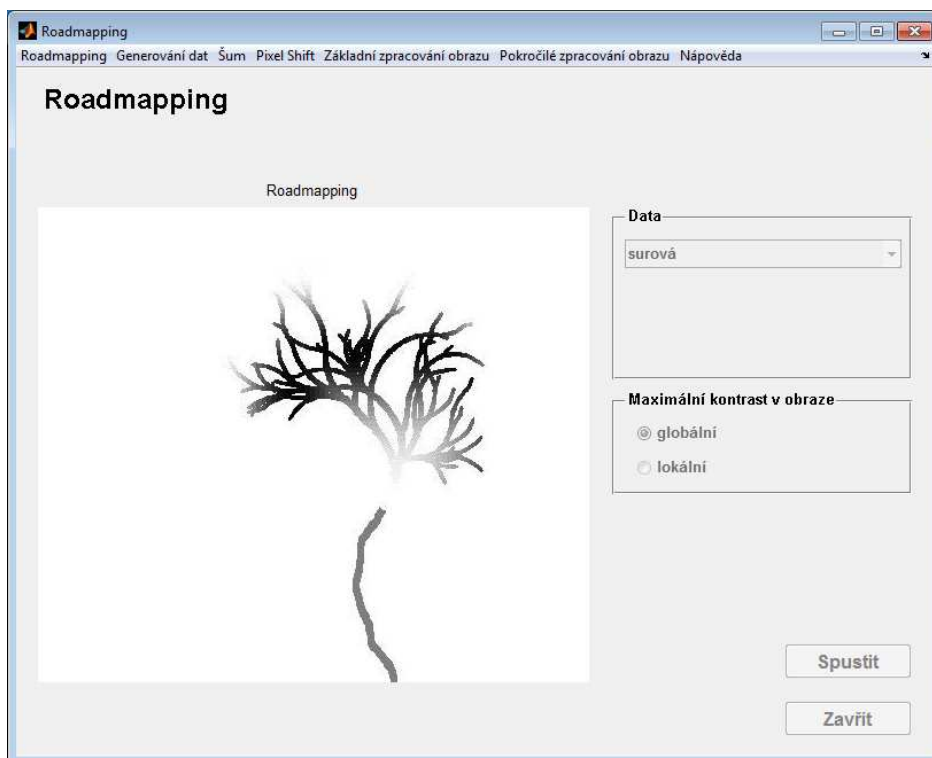 Roadmapping
Roadmapping Generování dat Šum Pixel Shift Základní zpracování obrazu Pokročilé zpracování obrazu Nápověda
Roadmapping
Roadmapping
Data
surová
Maximální kontrast v obraze
globální
lokální
Spustit
Zavřít